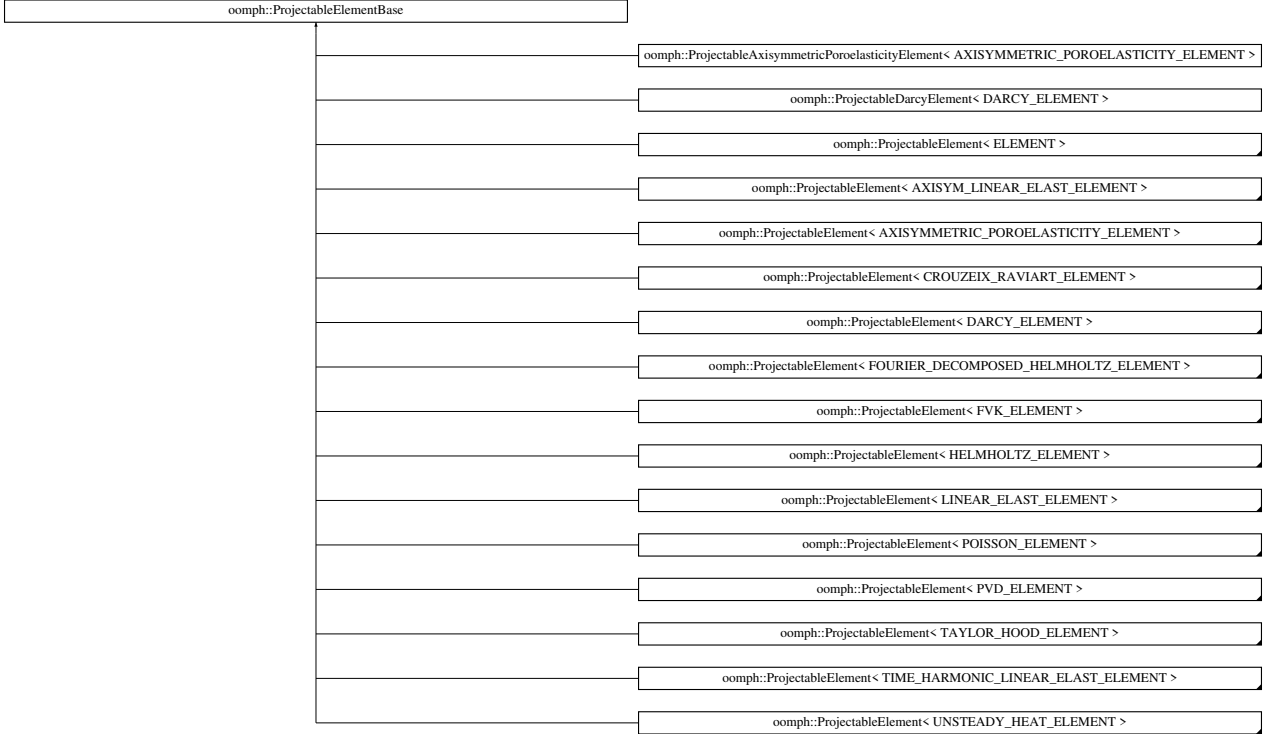 oomph::ProjectableElementBase
oomph::ProjectableAxisymmetricPoroelasticityElement< AXISYMMETRIC_POROELASTICITY_ELEMENT >
oomph::ProjectableDarcyElement< DARCY_ELEMENT >
oomph::ProjectableElement< ELEMENT >
oomph::ProjectableElement< AXISYM_LINEAR_ELAST_ELEMENT >
oomph::ProjectableElement< AXISYMMETRIC_POROELASTICITY_ELEMENT >
oomph::ProjectableElement< CROUZEIX_RAVIART_ELEMENT >
oomph::ProjectableElement< DARCY_ELEMENT >
oomph::ProjectableElement< FOURIER_DECOMPOSED_HELMHOLTZ_ELEMENT >
oomph::ProjectableElement< FVK_ELEMENT >
oomph::ProjectableElement< HELMHOLTZ_ELEMENT >
oomph::ProjectableElement< LINEAR_ELAST_ELEMENT >
oomph::ProjectableElement< POISSON_ELEMENT >
oomph::ProjectableElement< PVD_ELEMENT >
oomph::ProjectableElement< TAYLOR_HOOD_ELEMENT >
oomph::ProjectableElement< TIME_HARMONIC_LINEAR_ELAST_ELEMENT >
oomph::ProjectableElement< UNSTEADY_HEAT_ELEMENT >